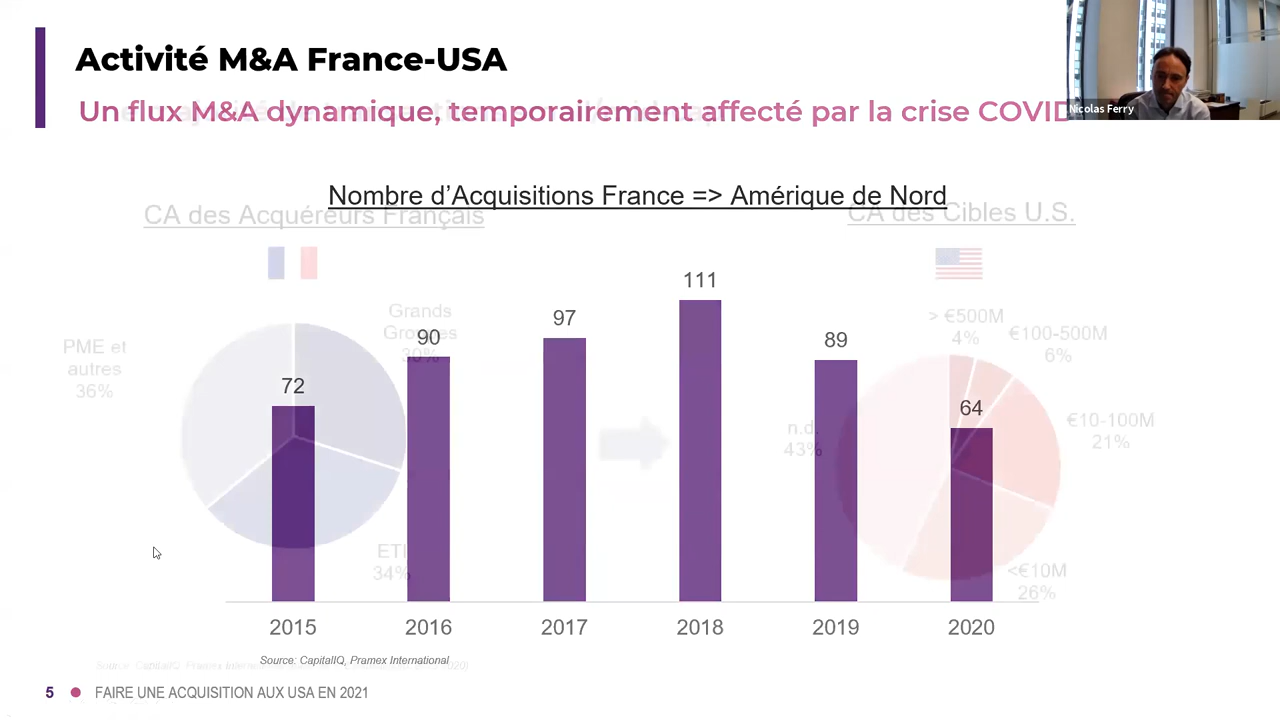 Activité M&A France-USA
Un flux M&A dynamique, temporairement affecté par la crise COVID
Nicolas Ferry
Nombre d’Acquisitions France => Amérique de Nord
CA des Acquéreurs Français
CA des Cibles U.S.
PME et
autres
36%
Grands
Groupes
30%
ETI
34%
> €500M
4%
€100-500M
6%
€10-100M
21%
<€10M
26%
n.d.
43%
72
90
97
111
89
64
2015
2016
2017
2018
2019
2020
Source: CapitalIQ, Pramex International
5
FAIRE UNE ACQUISITION AUX USA EN 2021